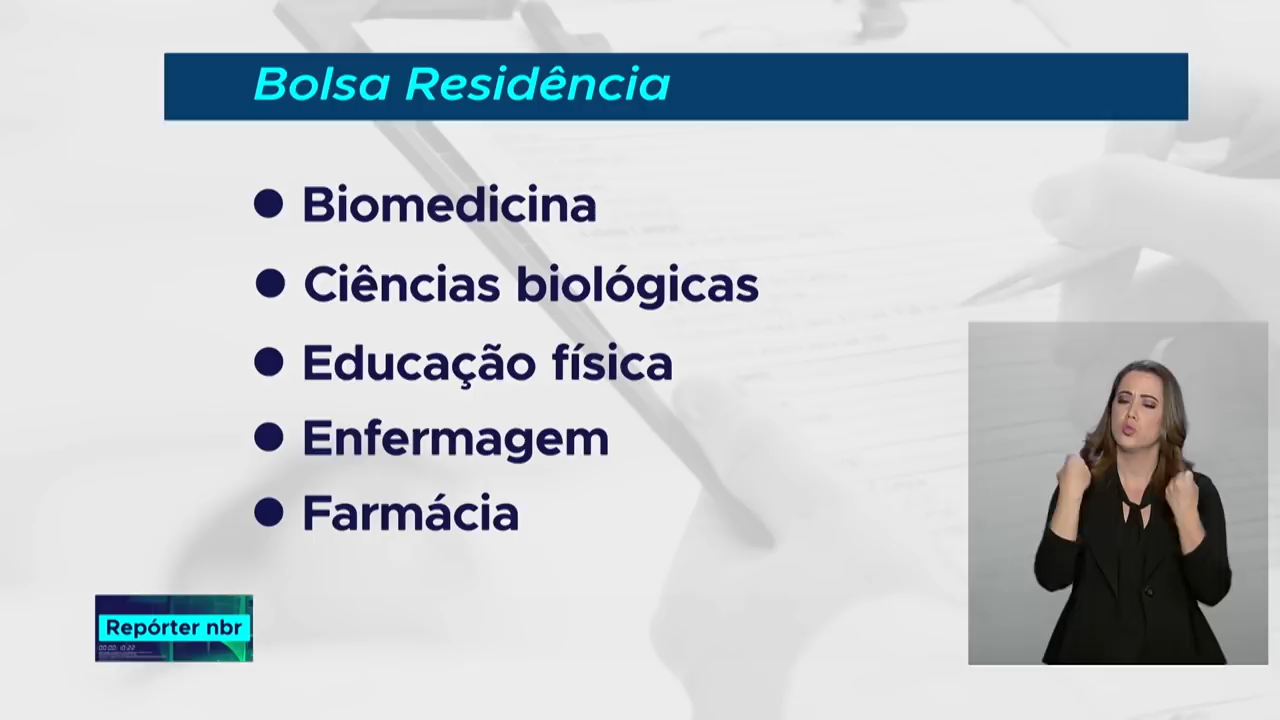 Bolsa Residência
● Biomedicina
● Ciências biológicas
● Educação física
● Enfermagem
● Farmácia
Repórter nbr